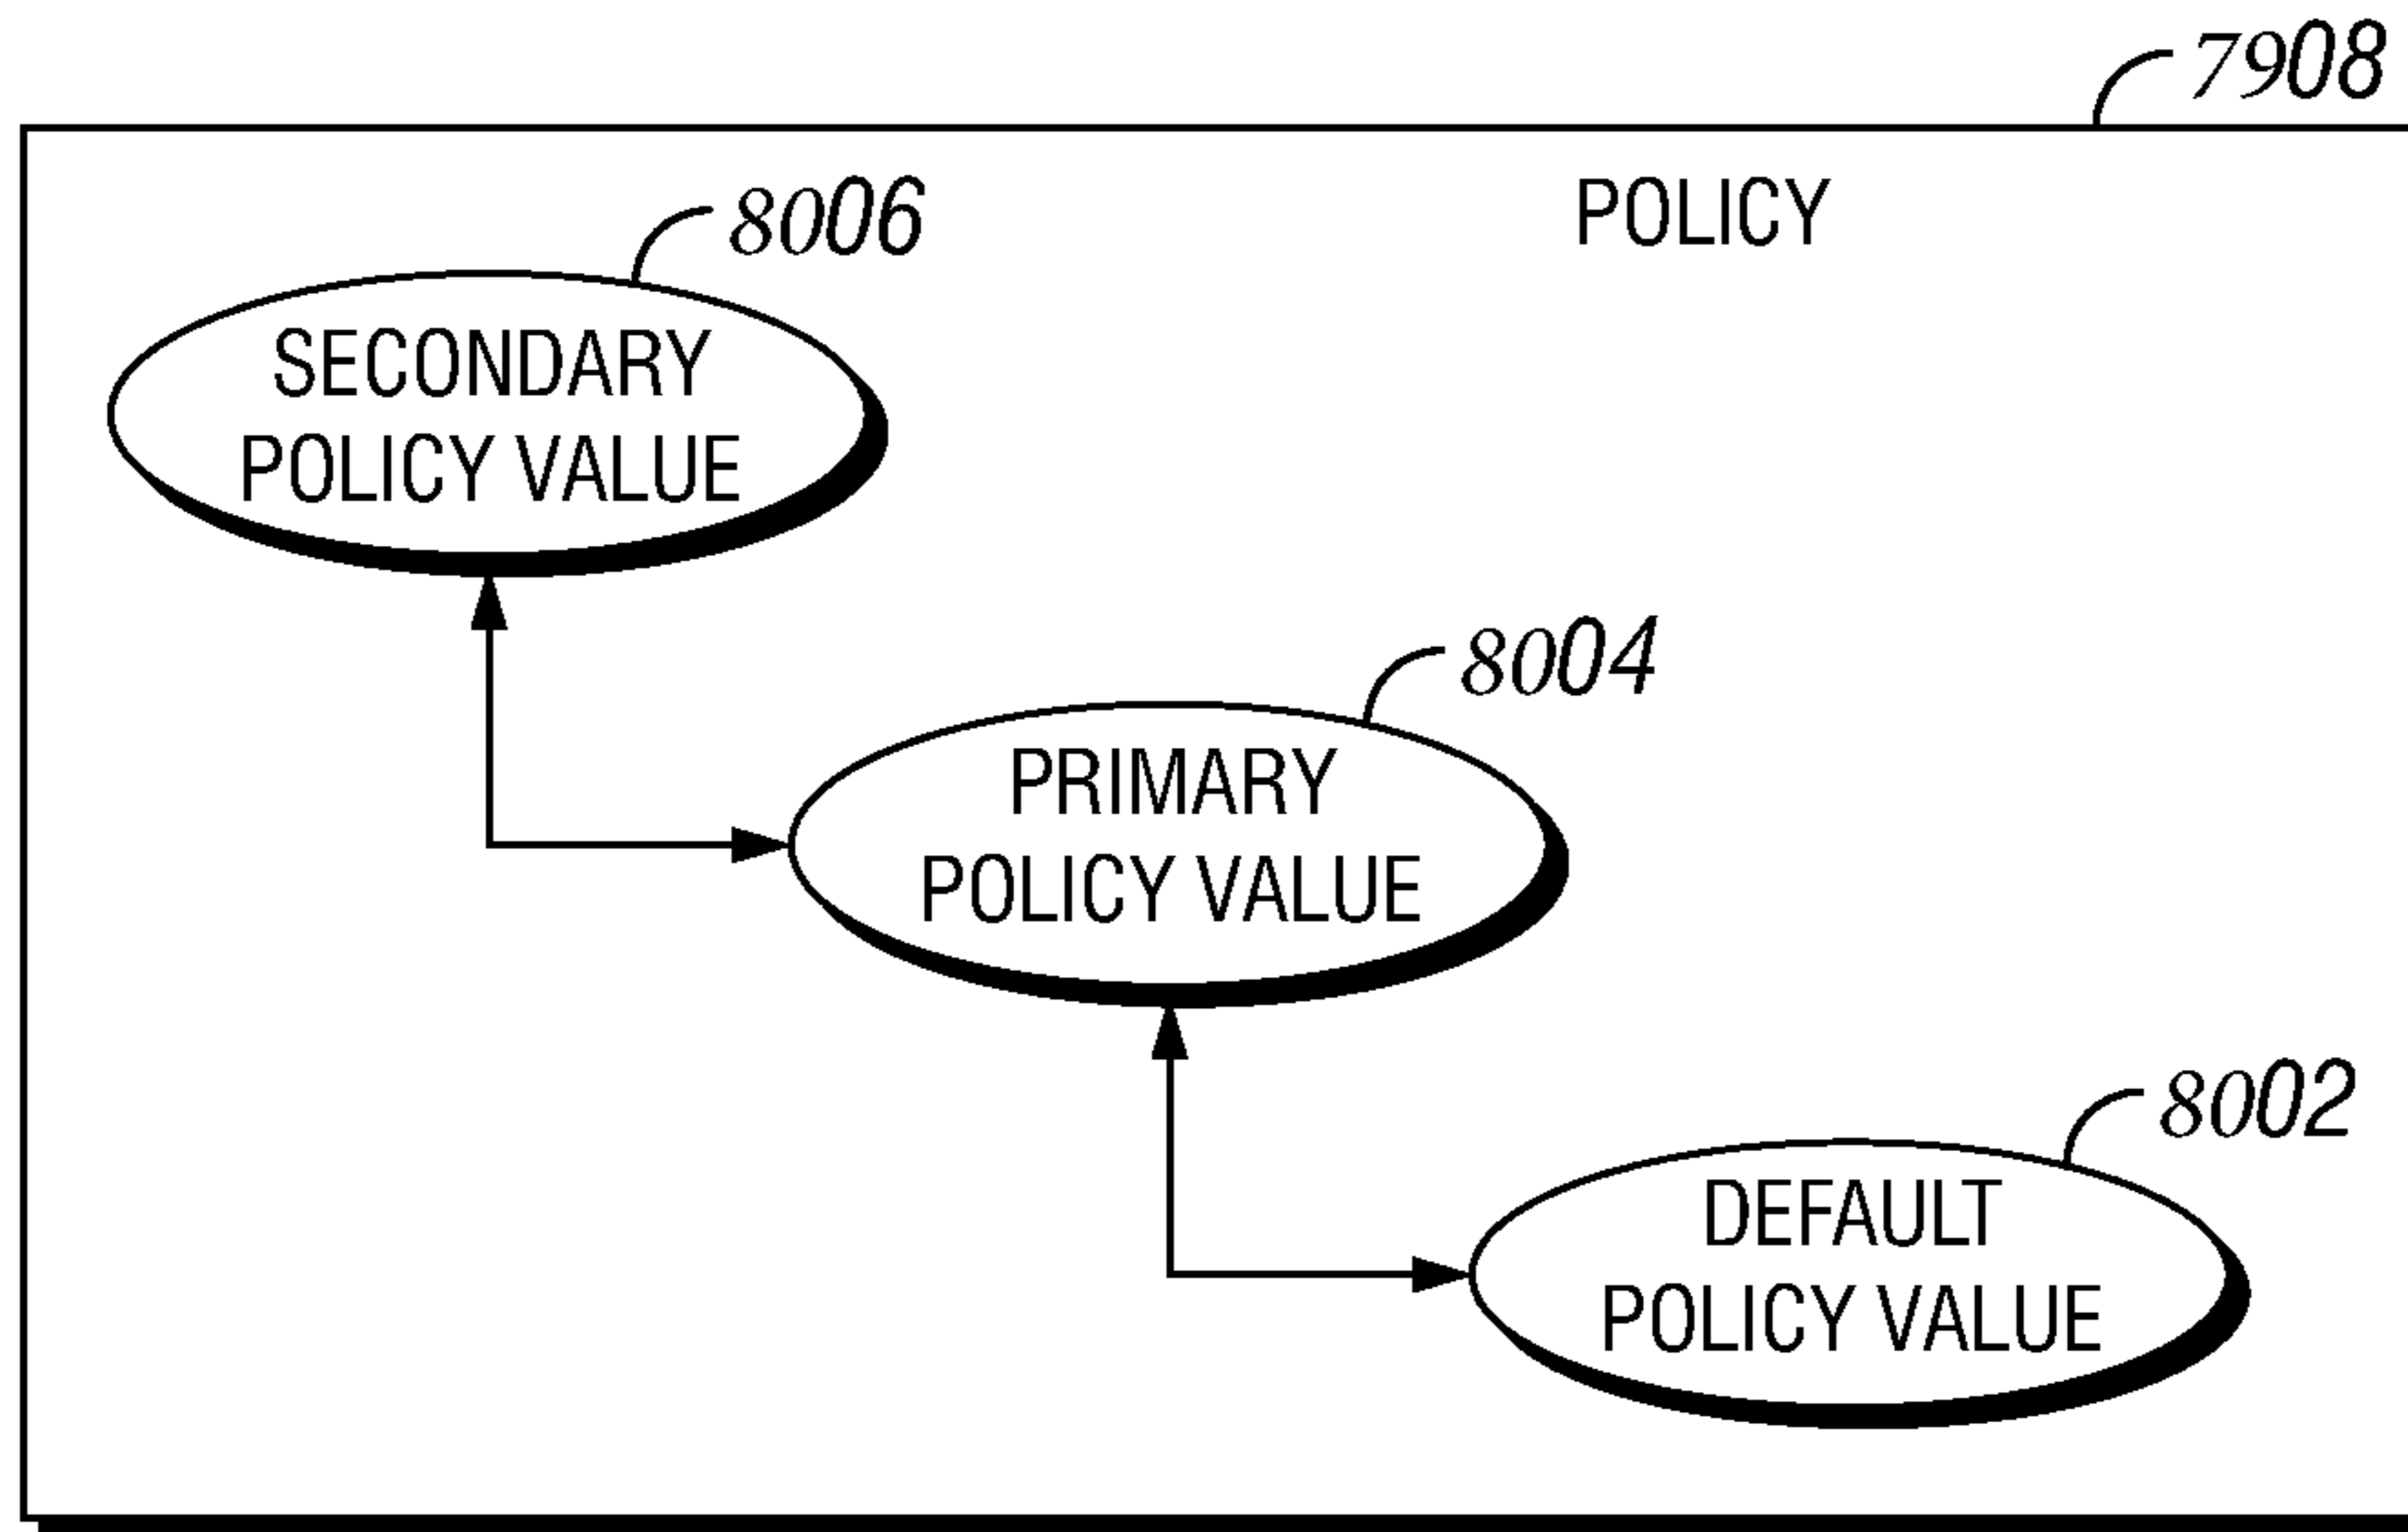 7908
POLICY
8006
SECONDARY
POLICY VALUE
8004
PRIMARY
POLICY VALUE
8002
DEFAULT
POLICY VALUE